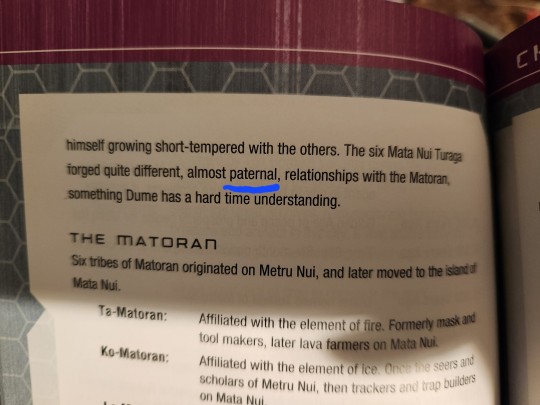 himself growing short-tempered with the others. The six Mata Nui Turaga
forged quite different, almost paternal, relationships with the Matoran,
something Dume has a hard time understanding.
THE MATORAN
Six tribes of Matoran originated on Metru Nui, and later moved to the island of
Mata Nui.
Ta-Matoran: Affiliated with the element of fire. Formerly mask and
tool makers, later lava farmers on Mata Nui.
Ko-Matoran: Affiliated with the element of ice. Once the seers and
scholars of Metru Nui, then trackers and trap builders
on Mata Nui
CH